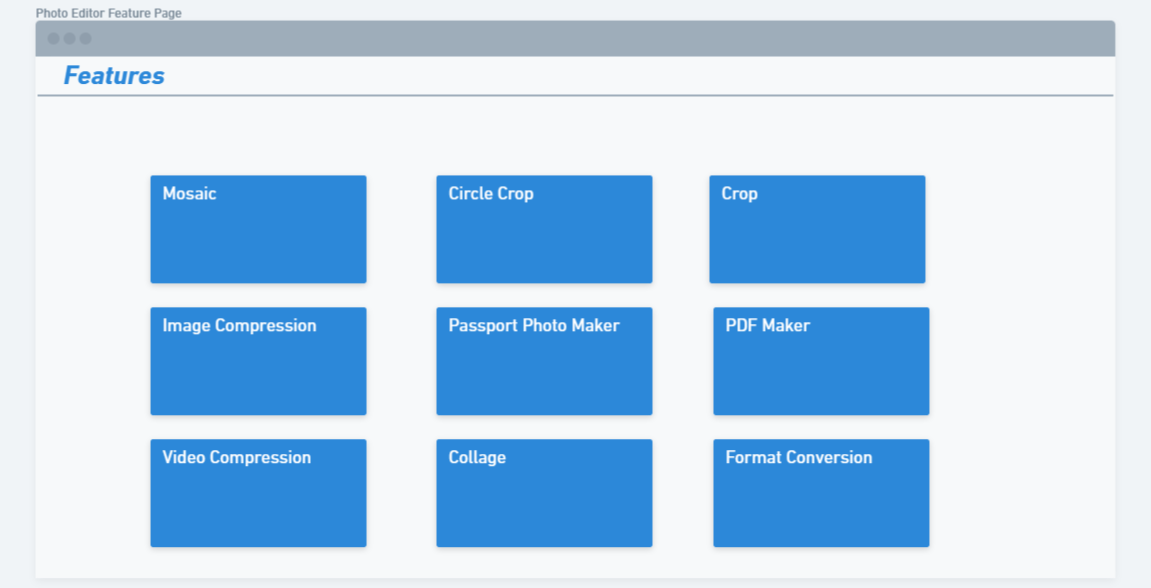 Photo Editor Feature Page
Features
Mosaic
Circle Crop
Crop
Image Compression
Passport Photo Maker
PDF Maker
Video Compression
Collage
Format Conversion